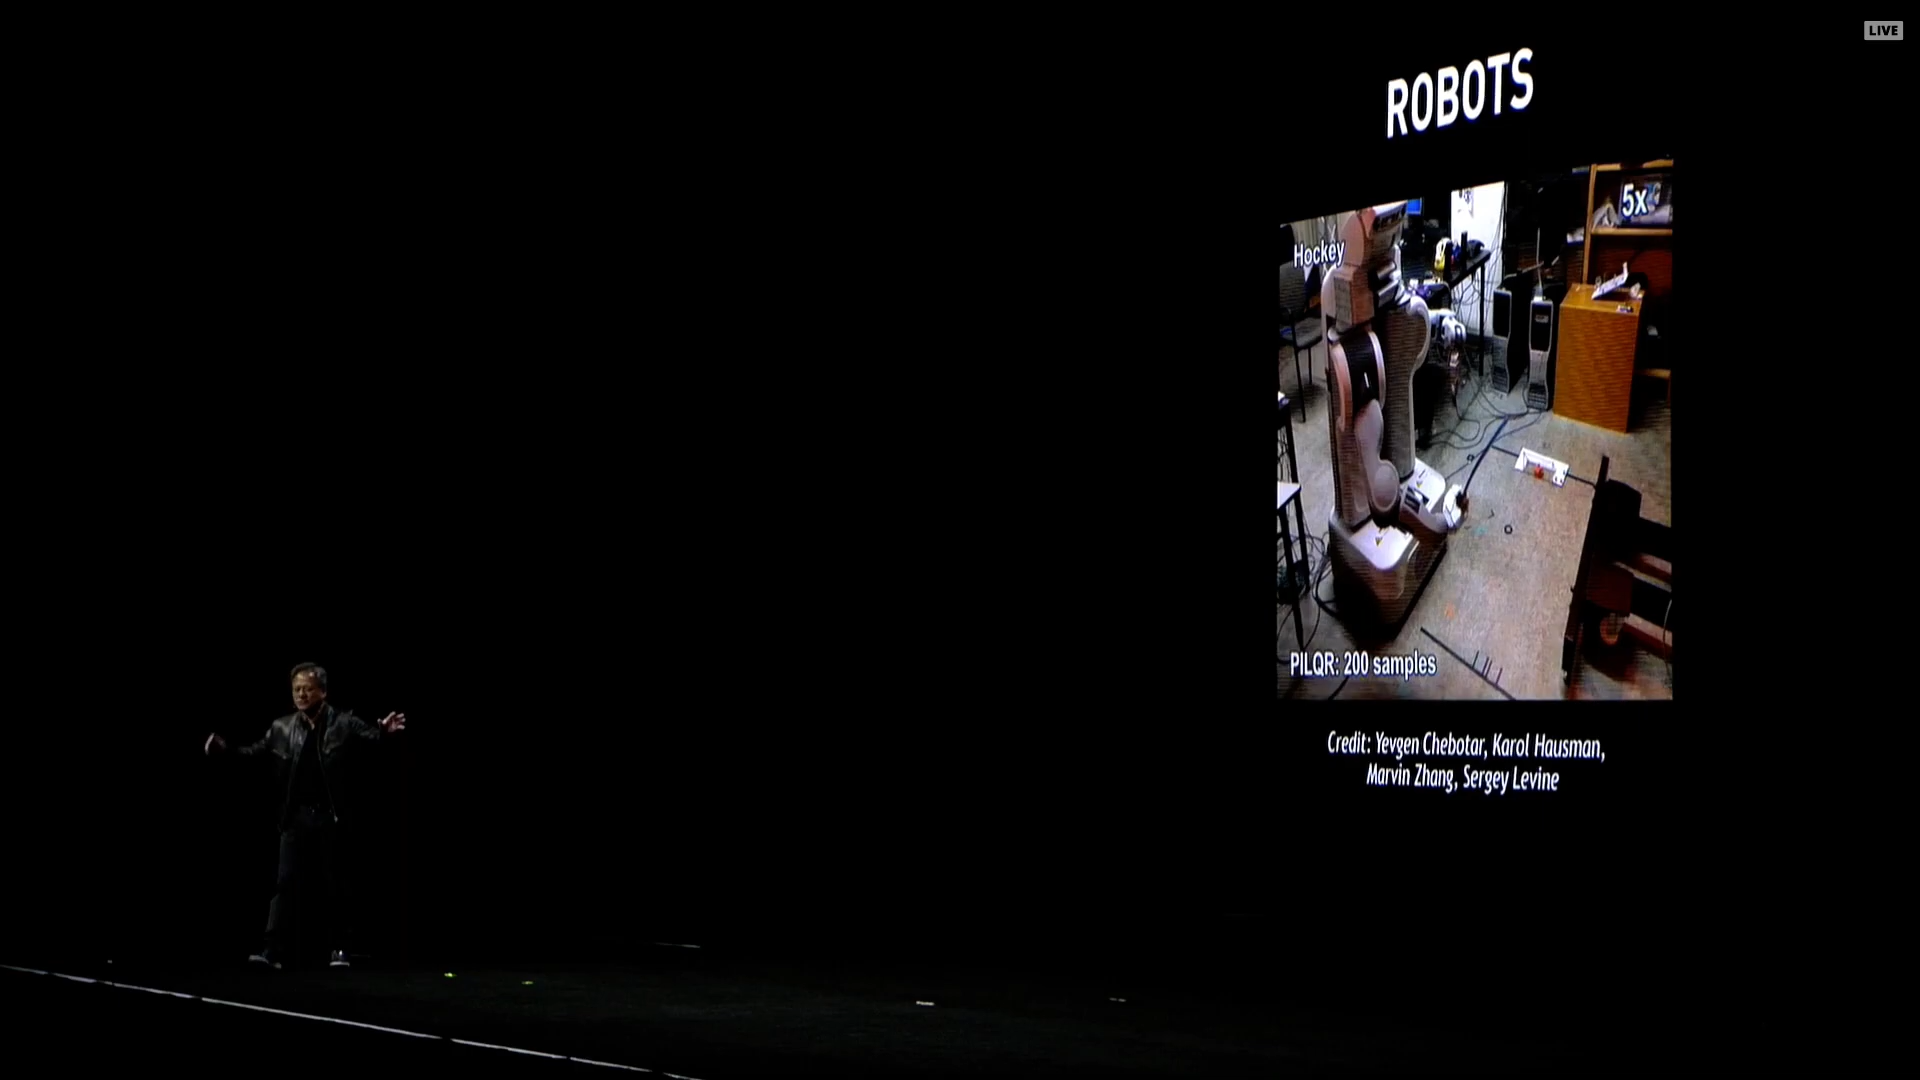 LIVE
ROBOTS
5x
Hockey
PILQR: 200 samples
Credit: Yevgen Chebotar, Karol Hausman,
Marvin Zhang, Sergey Levine